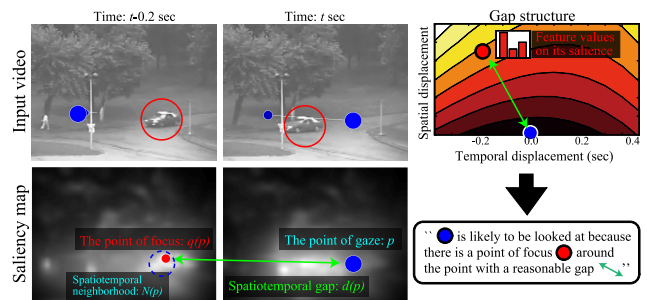 Time: t-0.2 sec
Time: t sec
Gap structure
Input video
Feature values
on its salience
Spatial displacement
-0.2
0.0
0.2
0.4
Temporal displacement (sec)
Saliency map
The point of focus: q(p)
The point of gaze: p
Spatiotemporal
neighborhood: N(p)
Spatiotemporal gap: d(p)
`` is likely to be looked at because
there is a point of focus around
the point with a reasonable gap ’’